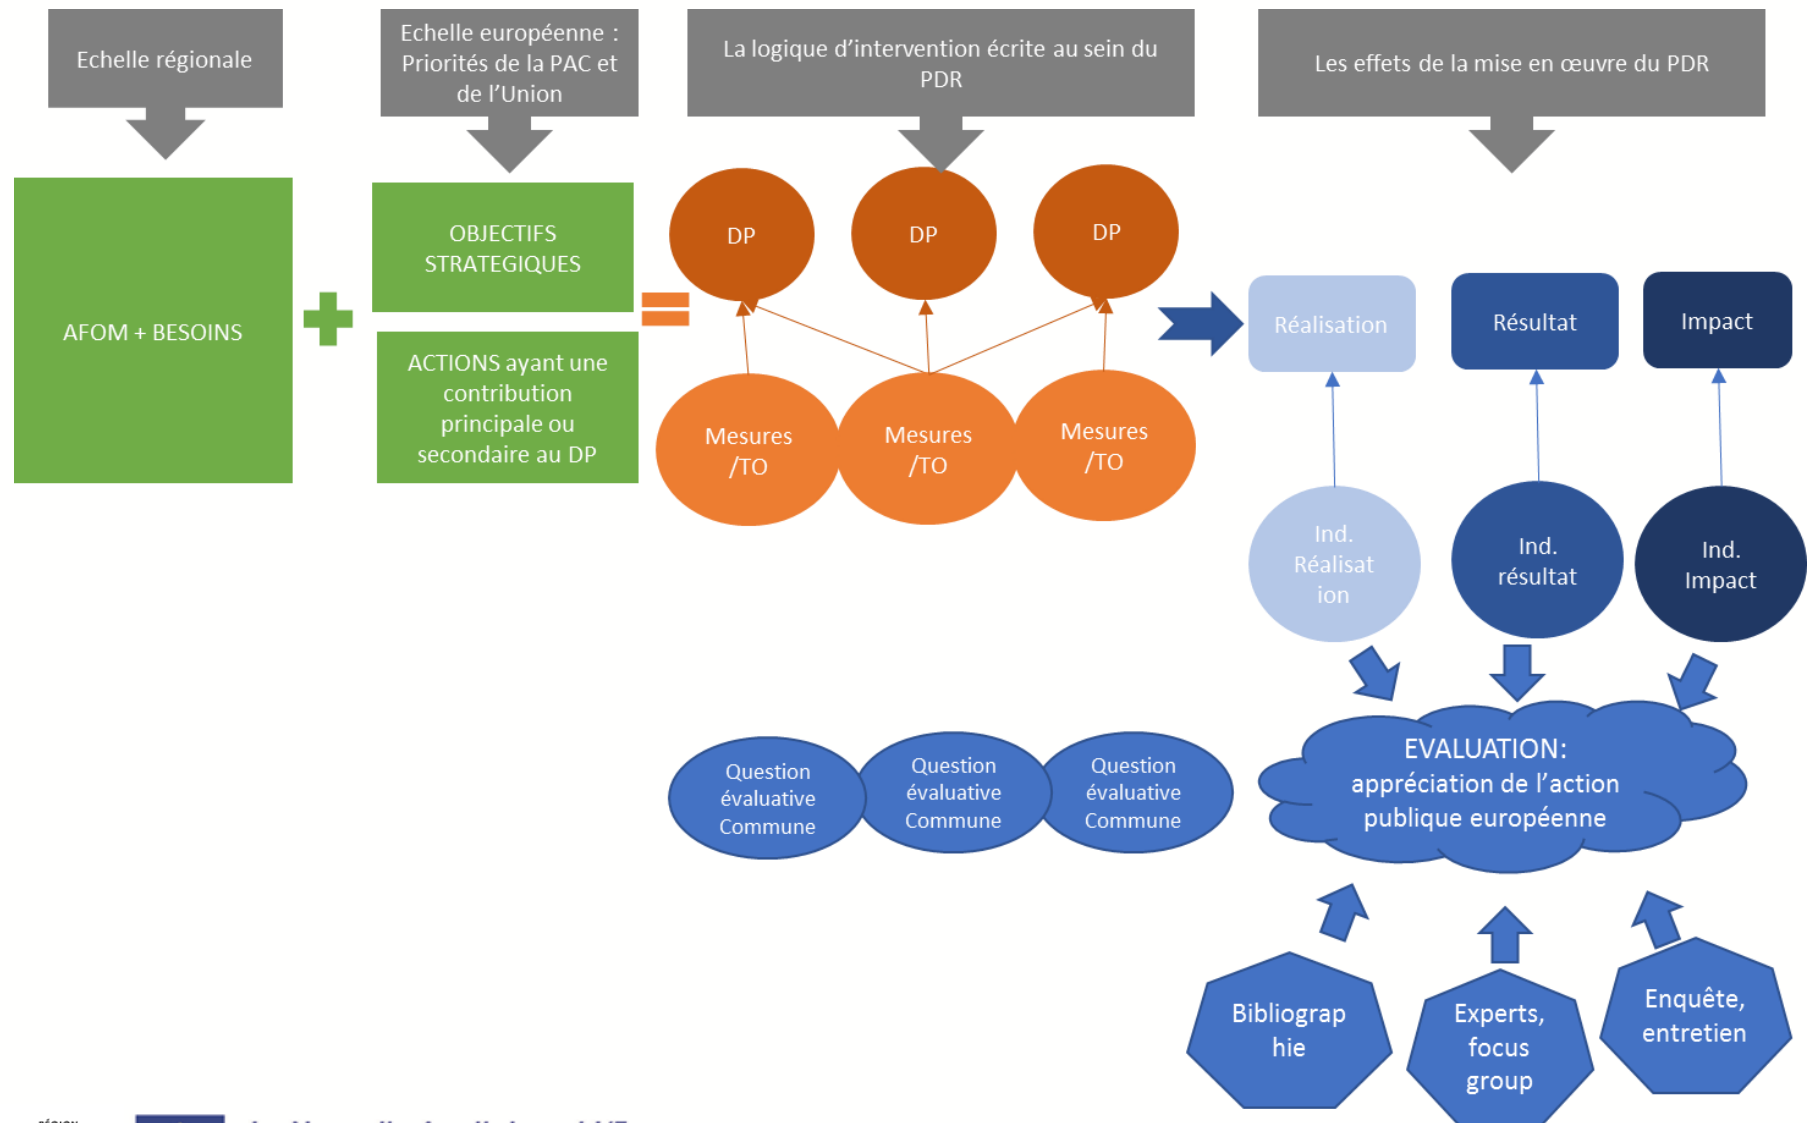 Echelle régionale
Echelle européenne :
Priorités de la PAC et
de l'Union
La logique d'intervention écrite au sein du
PDR
Les effets de la mise en œuvre du PDR
AFOM + BESOINS
OBJECTIFS
STRATEGIQUES
ACTIONS ayant une
contribution
principale ou
secondaire au DP
DP
DP
DP
Mesures
/TO
Mesures
/TO
Mesures
/TO
Réalisation
Résultat
Impact
Ind.
Réalisat
ion
Ind.
résultat
Ind.
Impact
Question
évaluative
Commune
Question
évaluative
Commune
Question
évaluative
Commune
EVALUATION:
appréciation de l'action
publique européenne
Bibliograp
hie
Experts,
focus
group
Enquête,
entretien
RÉGION